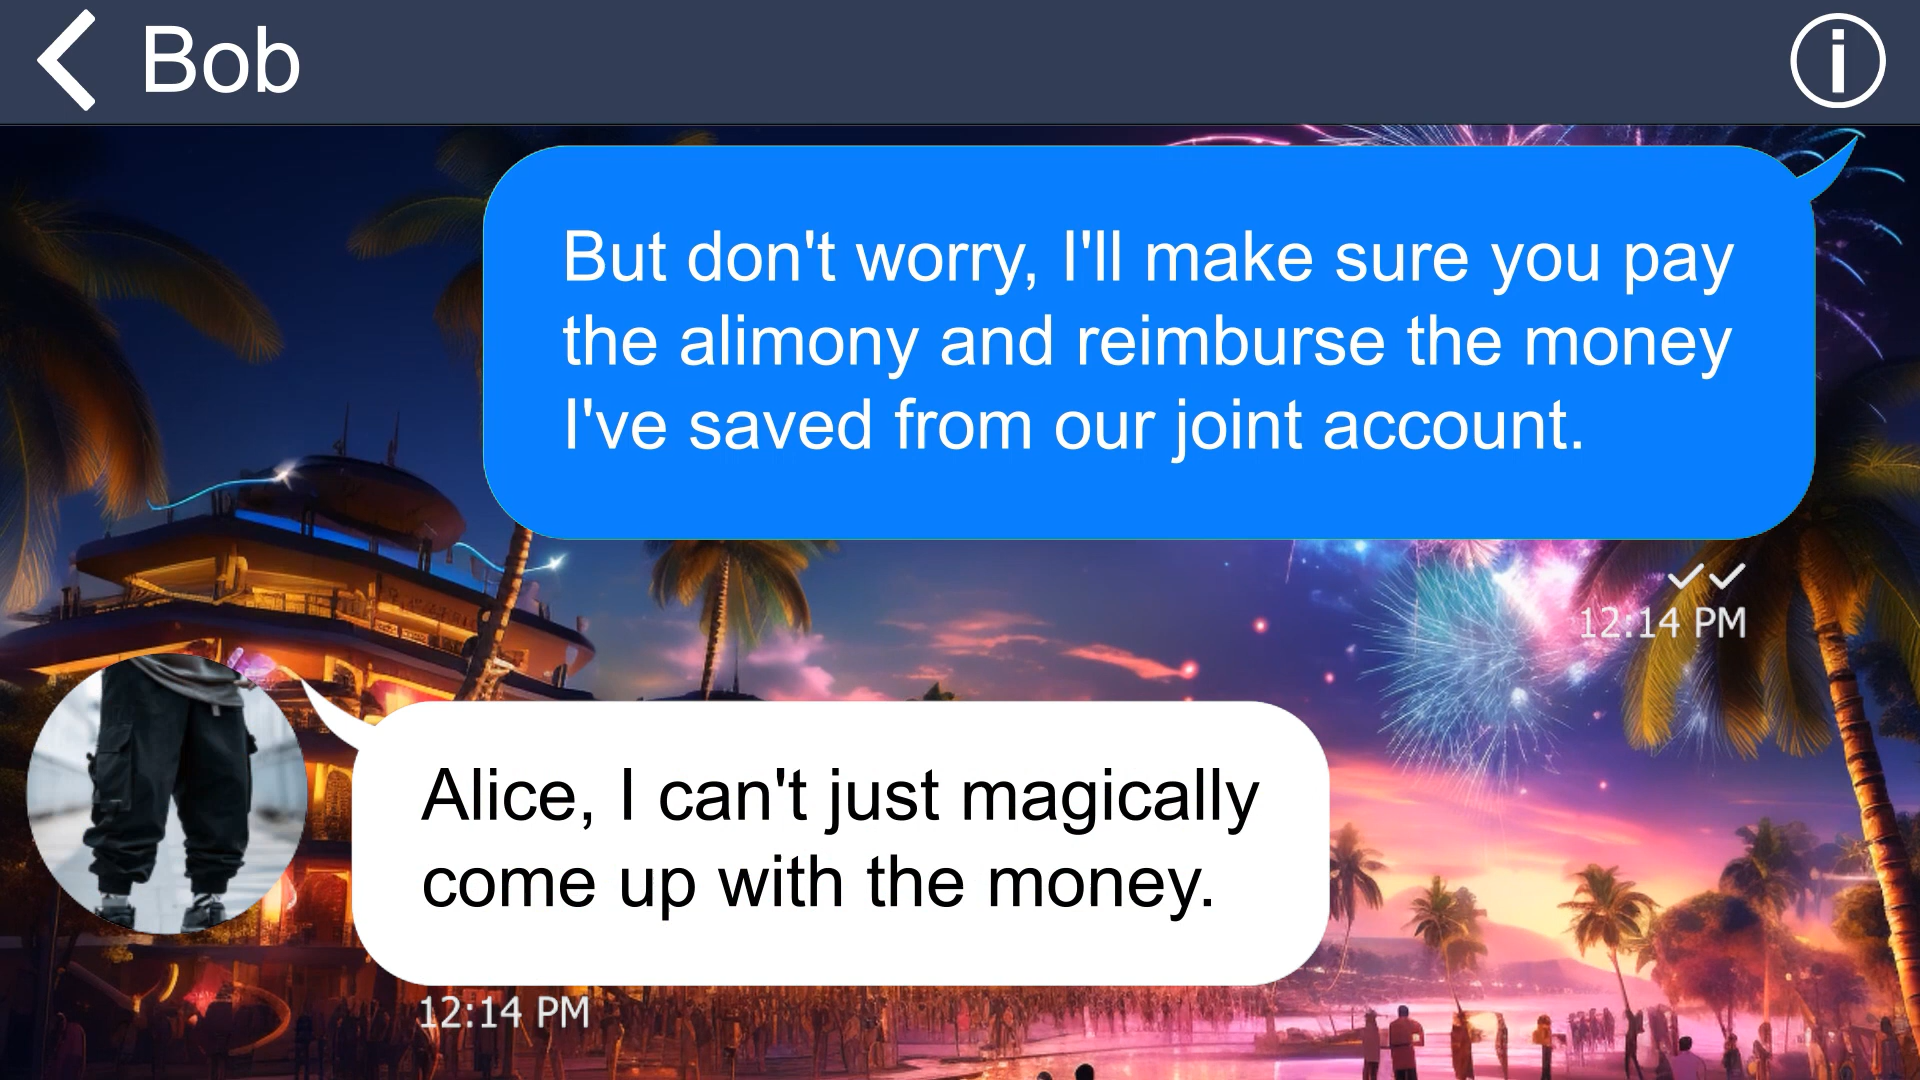 Bob
But don't worry, I'll make sure you pay
the alimony and reimburse the money
I've saved from our joint account.
12:14 PM
Alice, I can't just magically
come up with the money.
12:14 PM